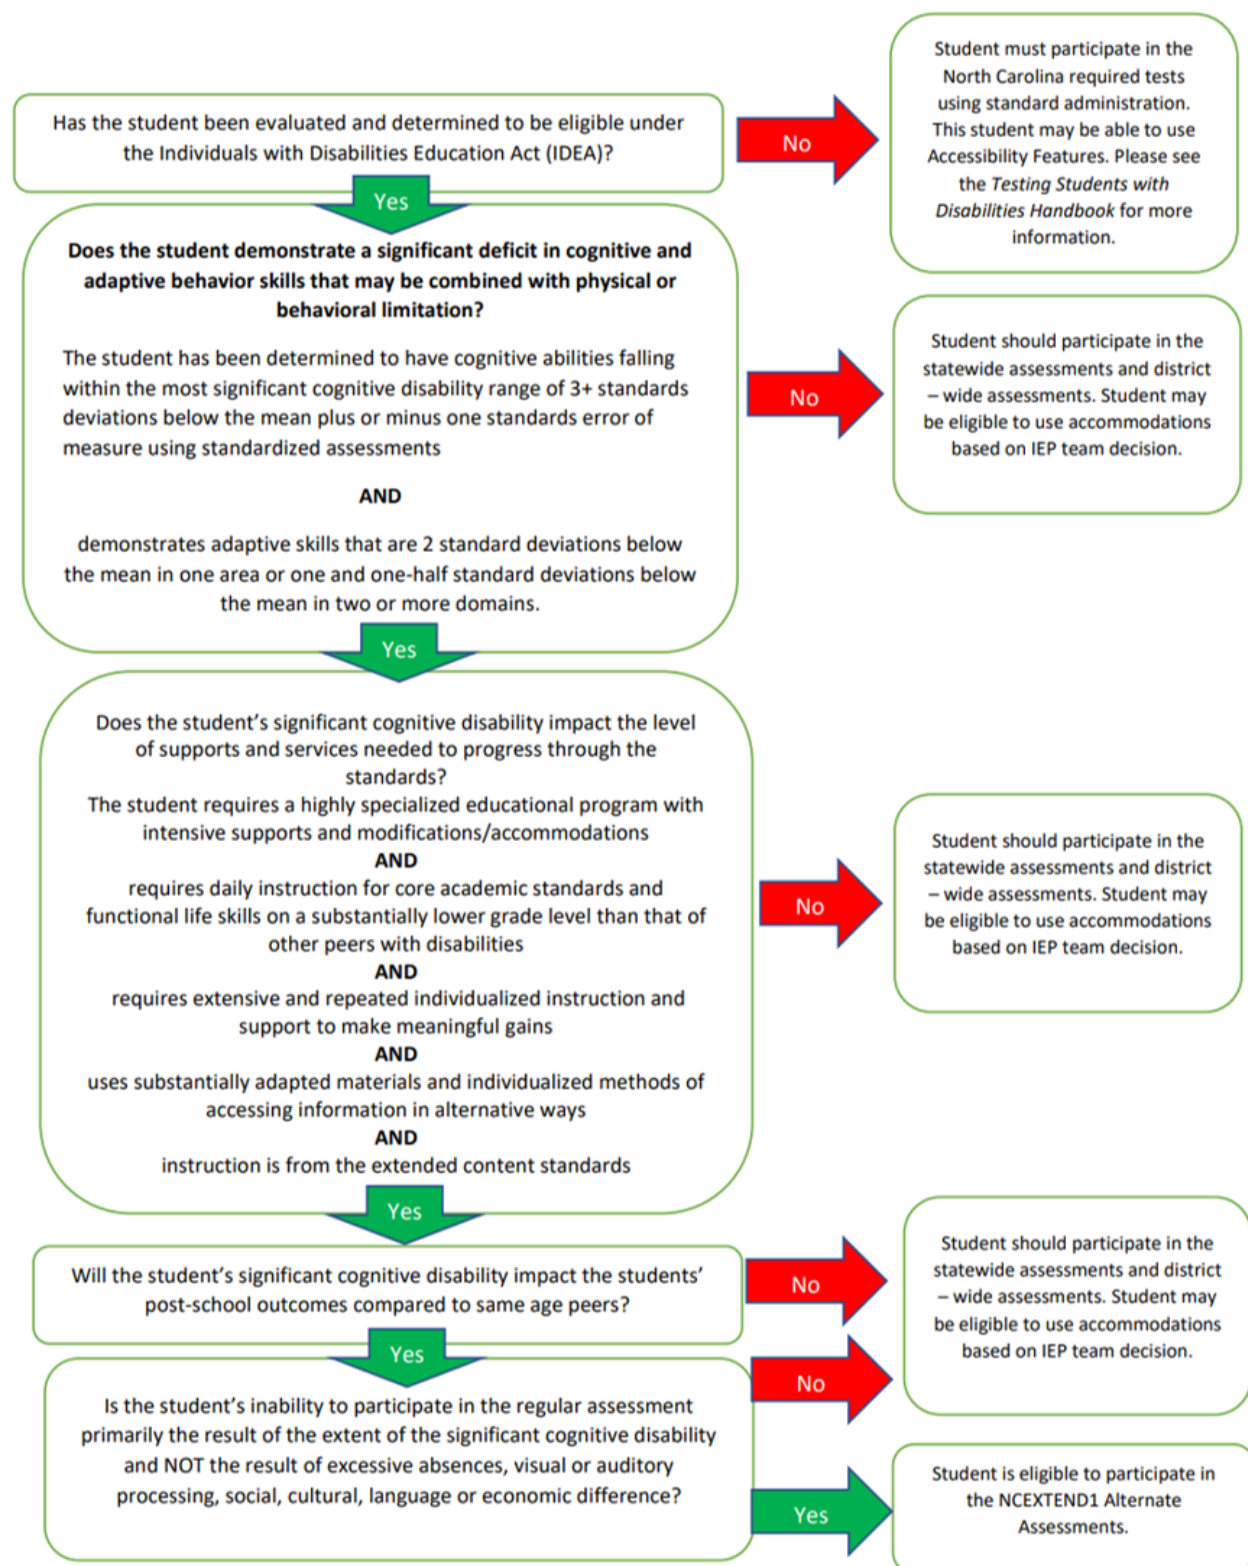 Has the student been evaluated and determined to be eligible under
the Individuals with Disabilities Education Act (IDEA)?
No
Student must participate in the
North Carolina required tests
using standard administration.
This student may be able to use
Accessibility Features. Please see
the Testing Students with
Disabilities Handbook for more
information.
Yes
Does the student demonstrate a significant deficit in cognitive and
adaptive behavior skills that may be combined with physical or
behavioral limitation?
The student has been determined to have cognitive abilities falling
within the most significant cognitive disability range of 3+ standards
deviations below the mean plus or minus one standards error of
measure using standardized assessments
AND
demonstrates adaptive skills that are 2 standard deviations below
the mean in one area or one and one-half standard deviations below
the mean in two or more domains.
No
Student should participate in the
statewide assessments and district
– wide assessments. Student may
be eligible to use accommodations
based on IEP team decision.
Yes
Does the student’s significant cognitive disability impact the level
of supports and services needed to progress through the
standards?
The student requires a highly specialized educational program with
intensive supports and modifications/accommodations
AND
requires daily instruction for core academic standards and
functional life skills on a substantially lower grade level than that of
other peers with disabilities
AND
requires extensive and repeated individualized instruction and
support to make meaningful gains
AND
uses substantially adapted materials and individualized methods of
accessing information in alternative ways
AND
instruction is from the extended content standards
No
Student should participate in the
statewide assessments and district
– wide assessments. Student may
be eligible to use accommodations
based on IEP team decision.
Yes
Will the student’s significant cognitive disability impact the students’
post-school outcomes compared to same age peers?
No
Student should participate in the
statewide assessments and district
– wide assessments. Student may
be eligible to use accommodations
based on IEP team decision.
Yes
Is the student’s inability to participate in the regular assessment
primarily the result of the extent of the significant cognitive disability
and NOT the result of excessive absences, visual or auditory
processing, social, cultural, language or economic difference?
No
Yes
Student is eligible to participate in
the NCEXTEND1 Alternate
Assessments.